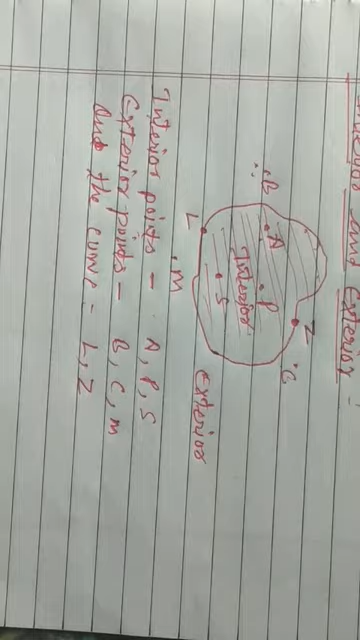 Interior and Exterior :-
B
A
Z
P
C
Interior
L
S
M
Exterior
Interior points - A, P, S
Exterior points - B, C, M
and the curve - L, Z